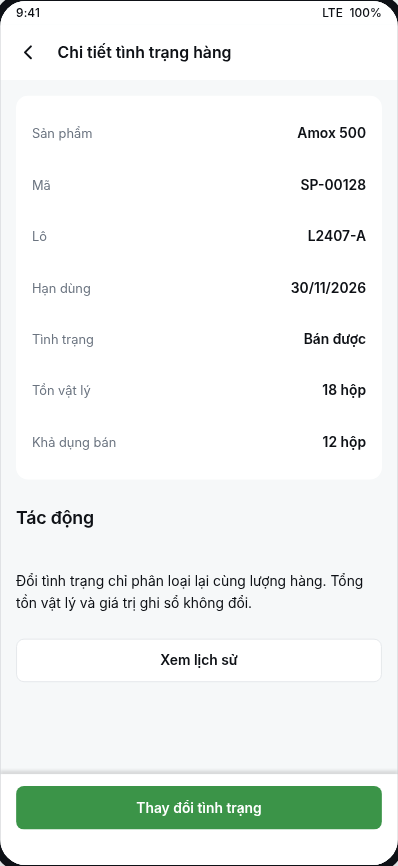 9:41 LTE 100%
Chi tiết tình trạng hàng
Sản phẩm Amox 500
Mã SP-00128
Lô L2407-A
Hạn dùng 30/11/2026
Tình trạng Bán được
Tồn vật lý 18 hộp
Khả dụng bán 12 hộp
Tác động
Đổi tình trạng chỉ phân loại lại cùng lượng hàng. Tổng
tồn vật lý và giá trị ghi sổ không đổi.
Xem lịch sử
Thay đổi tình trạng